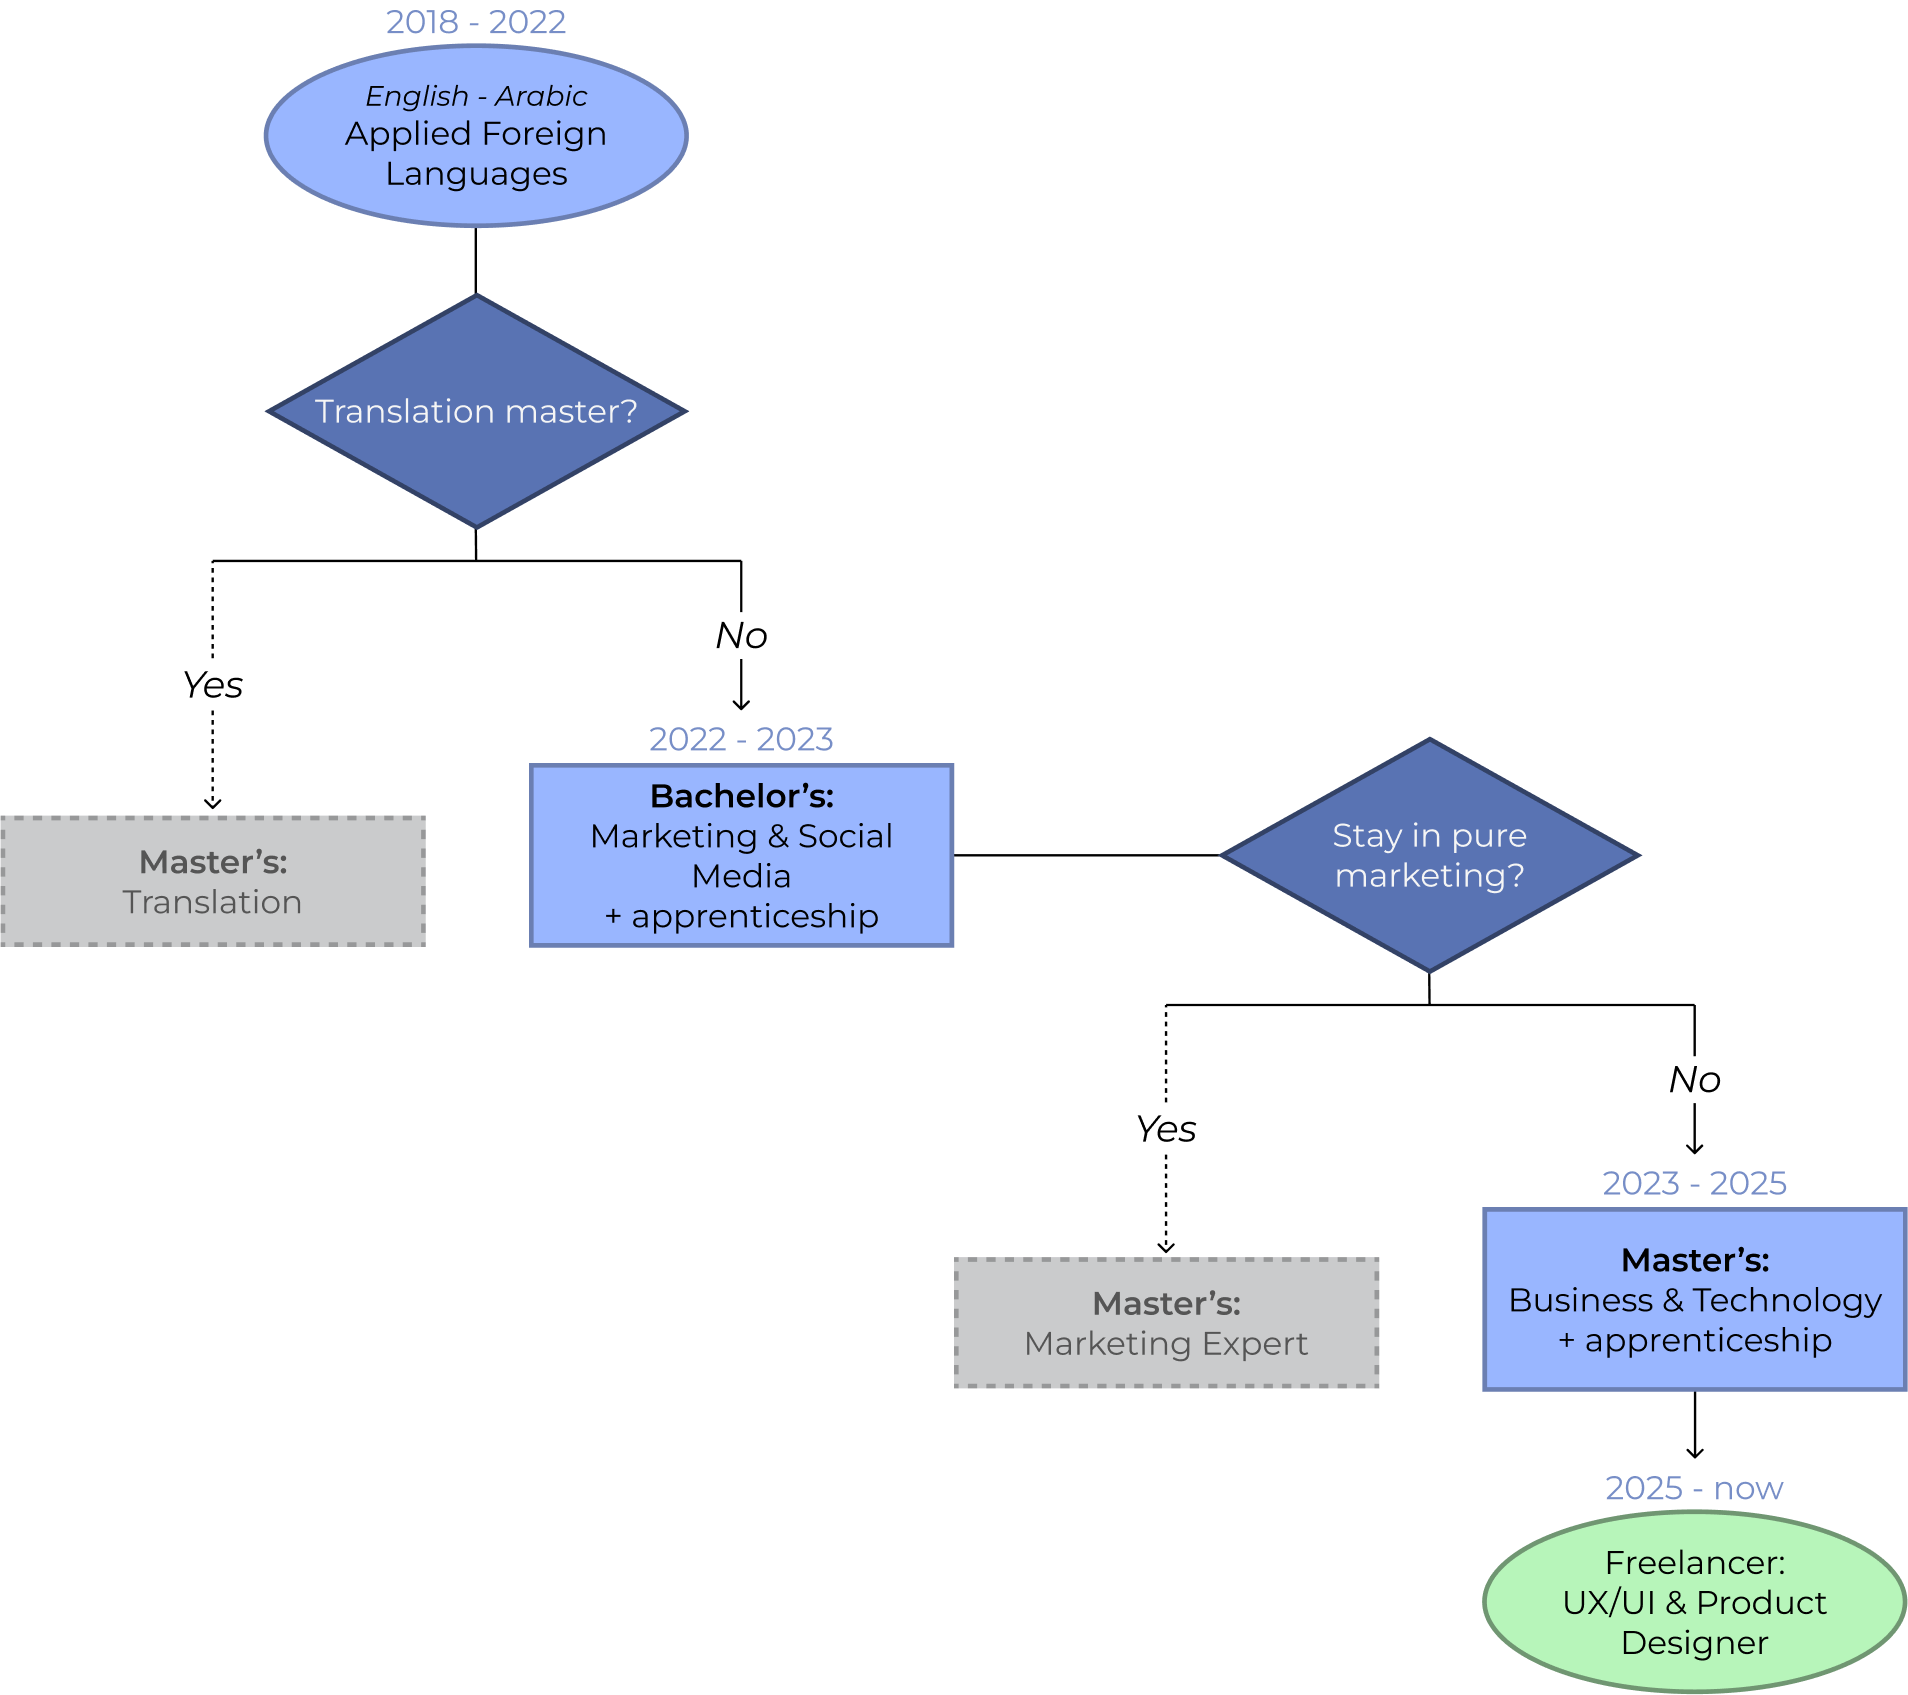 2018 - 2022
English - Arabic
Applied Foreign
Languages
Translation master?
No
Yes
2022 - 2023
Bachelor’s:
Marketing & Social
Media
+ apprenticeship
Master’s:
Translation
Stay in pure
marketing?
No
Yes
2023 - 2025
Master’s:
Business & Technology
+ apprenticeship
Master’s:
Marketing Expert
2025 - now
Freelancer:
UX/UI & Product
Designer